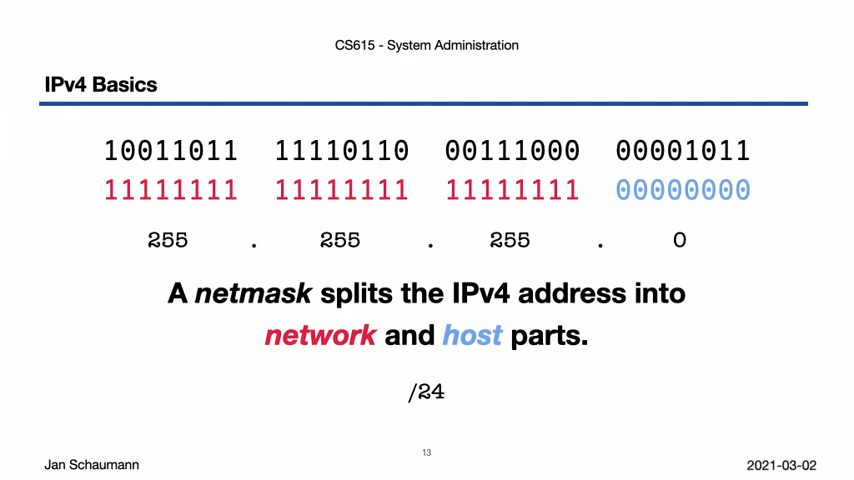 CS615 - System Administration
IPv4 Basics
10011011 11110110 00111000 00001011
11111111 11111111 11111111 00000000
255 . 255 . 255 . 0
A netmask splits the IPv4 address into
network and host parts.
/24
13
Jan Schaumann 2021-03-02